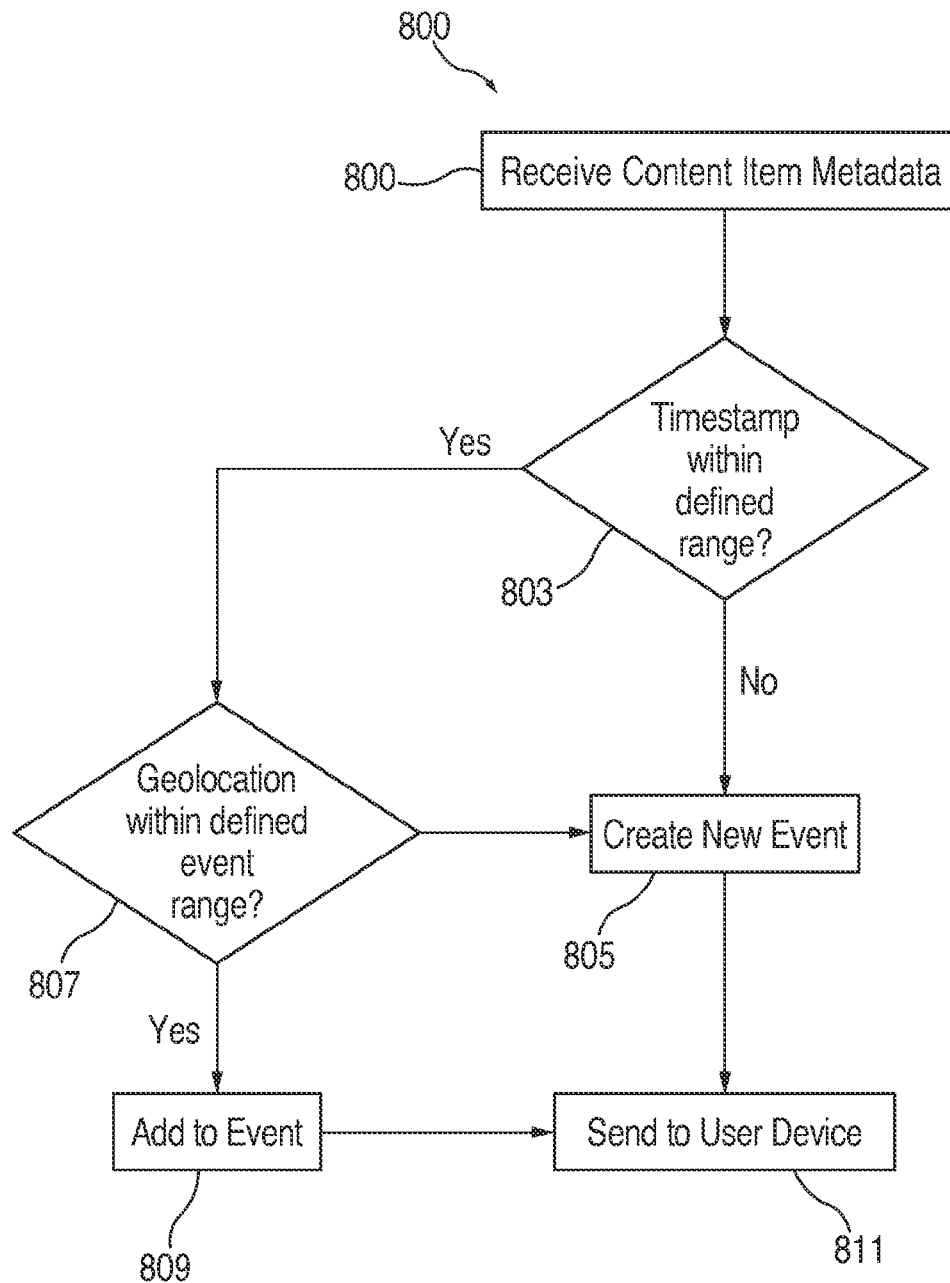 800
800
Receive Content Item Metadata
Timestamp
within
defined
range?
Yes
803
No
Geolocation
within defined
event
range?
807
Create New Event
805
Yes
Add to Event
809
Send to User Device
811